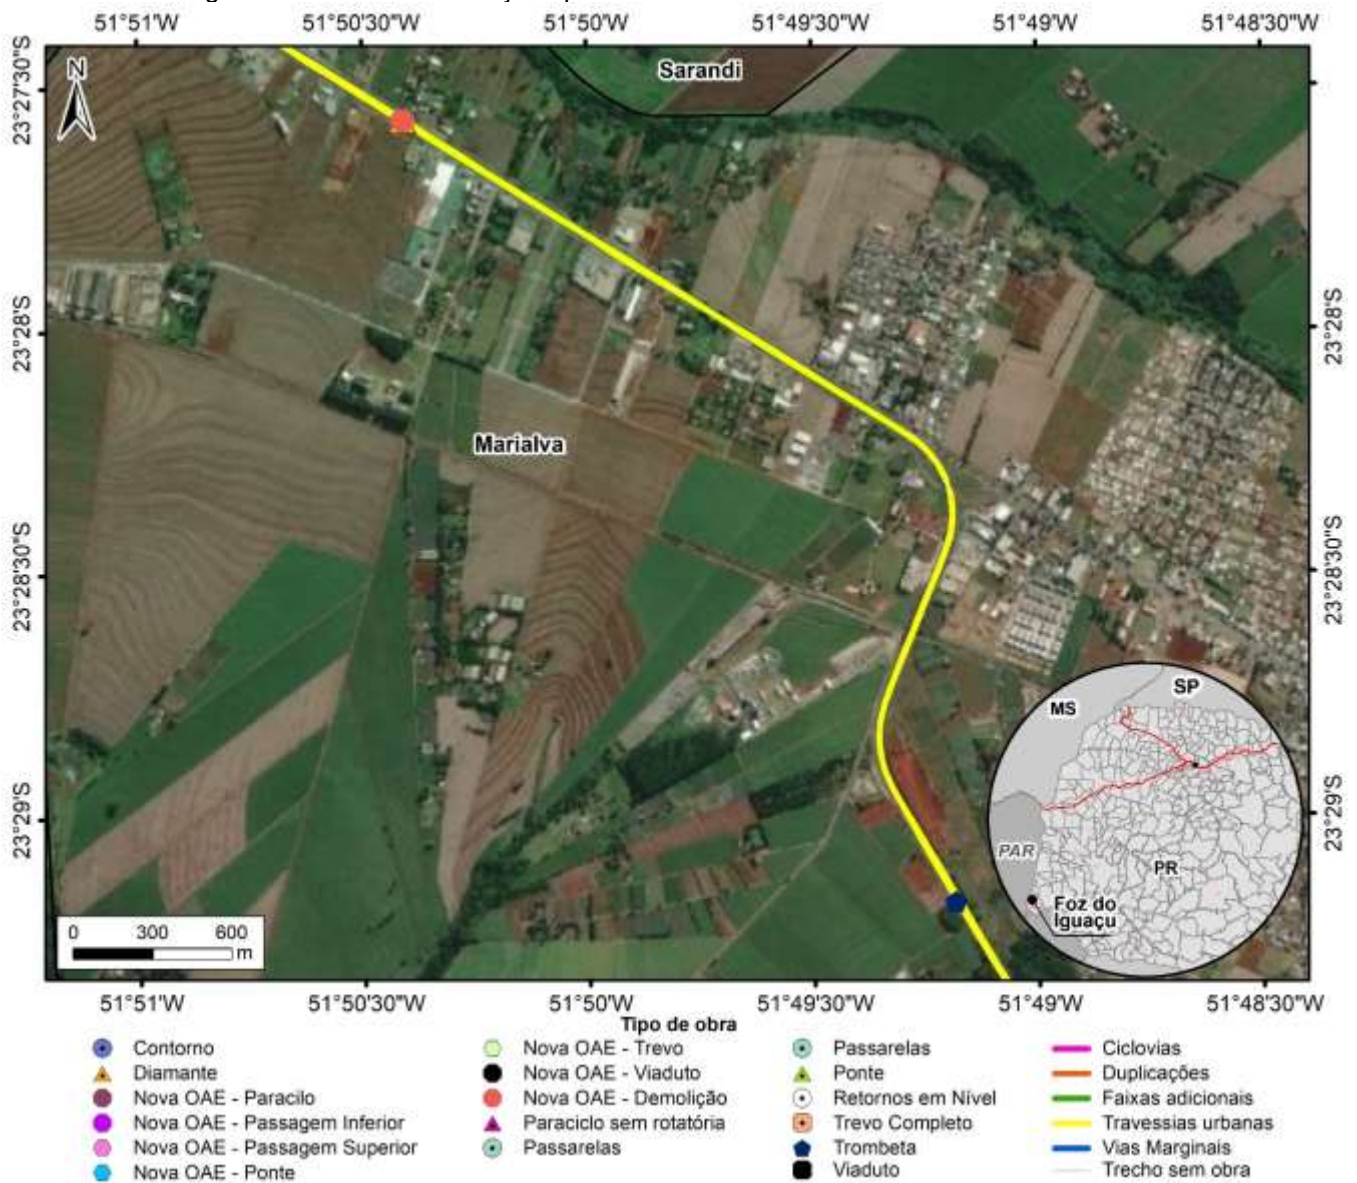 51°51'W 51°50'30"W 51°50'W 51°49'30"W 51°49'W 51°48'30"W
23°27'30"S
N
Sarandi
23°28'S
23°28'S
Marialva
23°28'30"S
23°28'30"S
SP
MS
23°29'S
23°29'S
PAR
PR
Foz do
Iguaçu
0 300 600
m
51°51'W 51°50'30"W 51°50'W 51°49'30"W 51°49'W 51°48'30"W
Tipo de obra
Contorno
Diamante
Nova OAE - Paracilo
Nova OAE - Passagem Inferior
Nova OAE - Passagem Superior
Nova OAE - Ponte
Nova OAE - Trevo
Nova OAE - Viaduto
Nova OAE - Demolição
Paraciclo sem rotatória
Passarelas
Passarelas
Ponte
Retornos em Nível
Trevo Completo
Trombeta
Viaduto
Ciclovias
Duplicações
Faixas adicionais
Travessias urbanas
Vias Marginais
Trecho sem obra